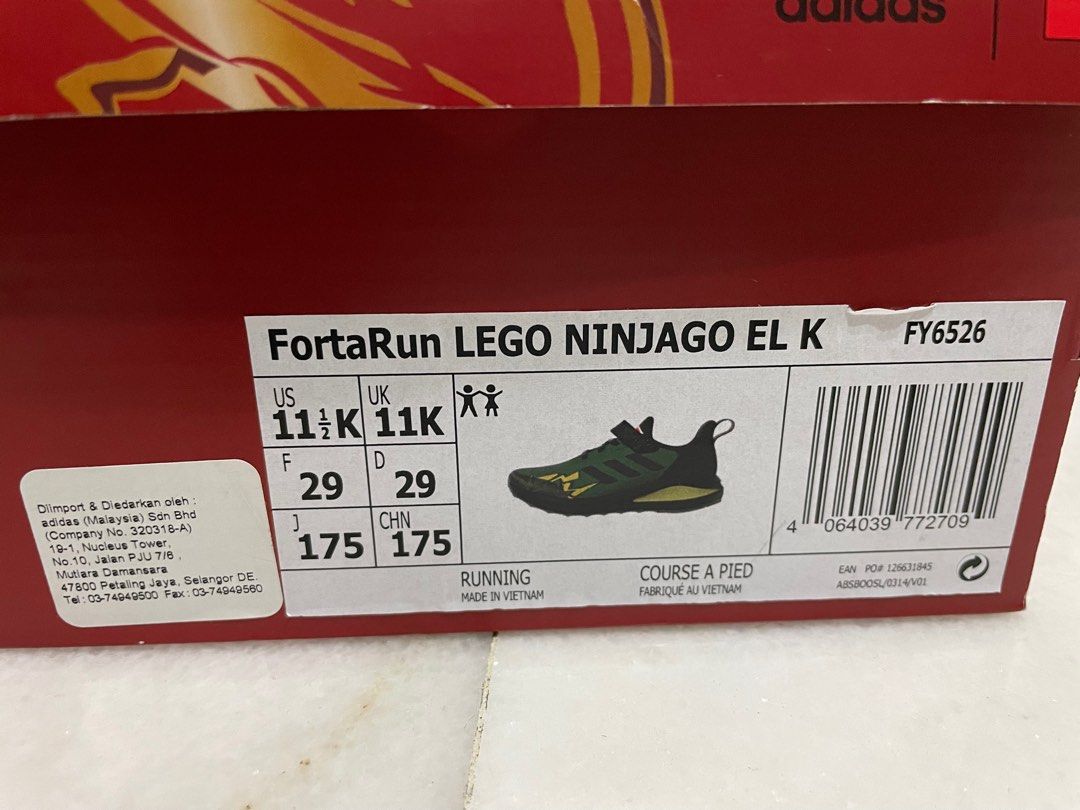 adidas
FortaRun LEGO NINJAGO EL K FY6526
US 11½K
UK 11K
F 29
D 29
J 175
CHN 175
4 064039 772709
RUNNING
MADE IN VIETNAM
COURSE A PIED
FABRIQUÉ AU VIETNAM
EAN PO# 126631845
ABSBOOSL/0314/V01
Diimport & Diedarkan oleh :
adidas (Malaysia) Sdn Bhd
(Company No. 320318-A)
19-1, Nucleus Tower,
No.10, Jalan PJU 7/6 ,
Mutiara Damansara
47800 Petaling Jaya, Selangor DE.
Tel : 03-74949500 Fax : 03-74949560